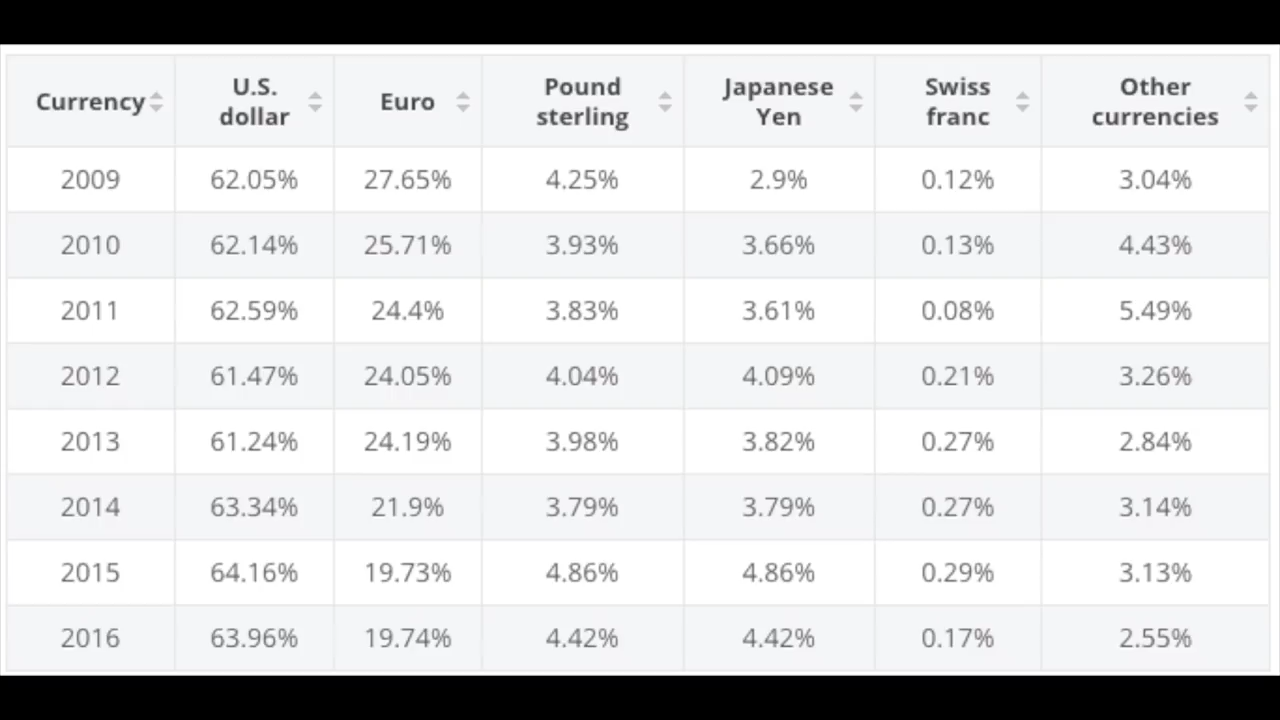 Currency U.S. dollar Euro Pound sterling Japanese Yen Swiss franc Other currencies
2009 62.05% 27.65% 4.25% 2.9% 0.12% 3.04%
2010 62.14% 25.71% 3.93% 3.66% 0.13% 4.43%
2011 62.59% 24.4% 3.83% 3.61% 0.08% 5.49%
2012 61.47% 24.05% 4.04% 4.09% 0.21% 3.26%
2013 61.24% 24.19% 3.98% 3.82% 0.27% 2.84%
2014 63.34% 21.9% 3.79% 3.79% 0.27% 3.14%
2015 64.16% 19.73% 4.86% 4.86% 0.29% 3.13%
2016 63.96% 19.74% 4.42% 4.42% 0.17% 2.55%